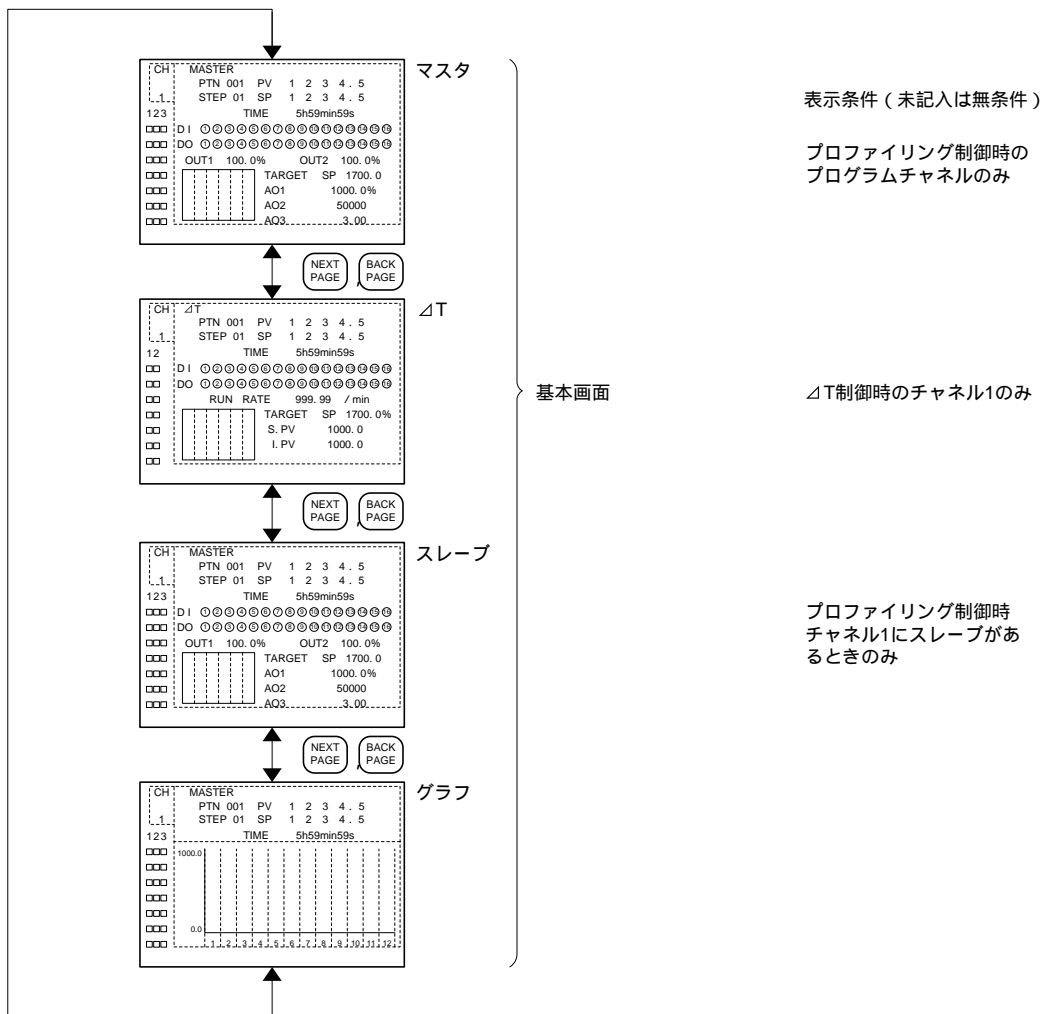 CH MASTER マスタ
PTN 001 PV 1 2 3 4 . 5
1 STEP 01 SP 1 2 3 4 . 5
表示条件(未記入は無条件)
123 TIME 5h59min59s
DI ①②③④⑤⑥⑦⑧⑨⑩⑪⑫⑬⑭⑮⑯
DO ①②③④⑤⑥⑦⑧⑨⑩⑪⑫⑬⑭⑮⑯
プロファイリング制御時の
プログラムチャネルのみ
OUT1 100.0% OUT2 100.0%
TARGET SP 1700.0
AO1 1000.0%
AO2 50000
AO3 3.00
NEXT PAGE , BACK PAGE
CH ⊿T ⊿T
PTN 001 PV 1 2 3 4 . 5
1 STEP 01 SP 1 2 3 4 . 5
12 TIME 5h59min59s
DI ①②③④⑤⑥⑦⑧⑨⑩⑪⑫⑬⑭⑮⑯
DO ①②③④⑤⑥⑦⑧⑨⑩⑪⑫⑬⑭⑮⑯
基本画面
⊿T制御時のチャネル1のみ
RUN RATE 999.99 / min
TARGET SP 1700.0%
S. PV 1000.0
I. PV 1000.0
NEXT PAGE , BACK PAGE
CH MASTER スレーブ
PTN 001 PV 1 2 3 4 . 5
1 STEP 01 SP 1 2 3 4 . 5
123 TIME 5h59min59s
DI ①②③④⑤⑥⑦⑧⑨⑩⑪⑫⑬⑭⑮⑯
DO ①②③④⑤⑥⑦⑧⑨⑩⑪⑫⑬⑭⑮⑯
プロファイリング制御時
チャネル1にスレーブがあ
るときのみ
OUT1 100.0% OUT2 100.0%
TARGET SP 1700.0
AO1 1000.0%
AO2 50000
AO3 3.00
NEXT PAGE , BACK PAGE
CH MASTER グラフ
PTN 001 PV 1 2 3 4 . 5
1 STEP 01 SP 1 2 3 4 . 5
123 TIME 5h59min59s
1000.0
0.0
1 2 3 4 5 6 7 8 9 10 11 12